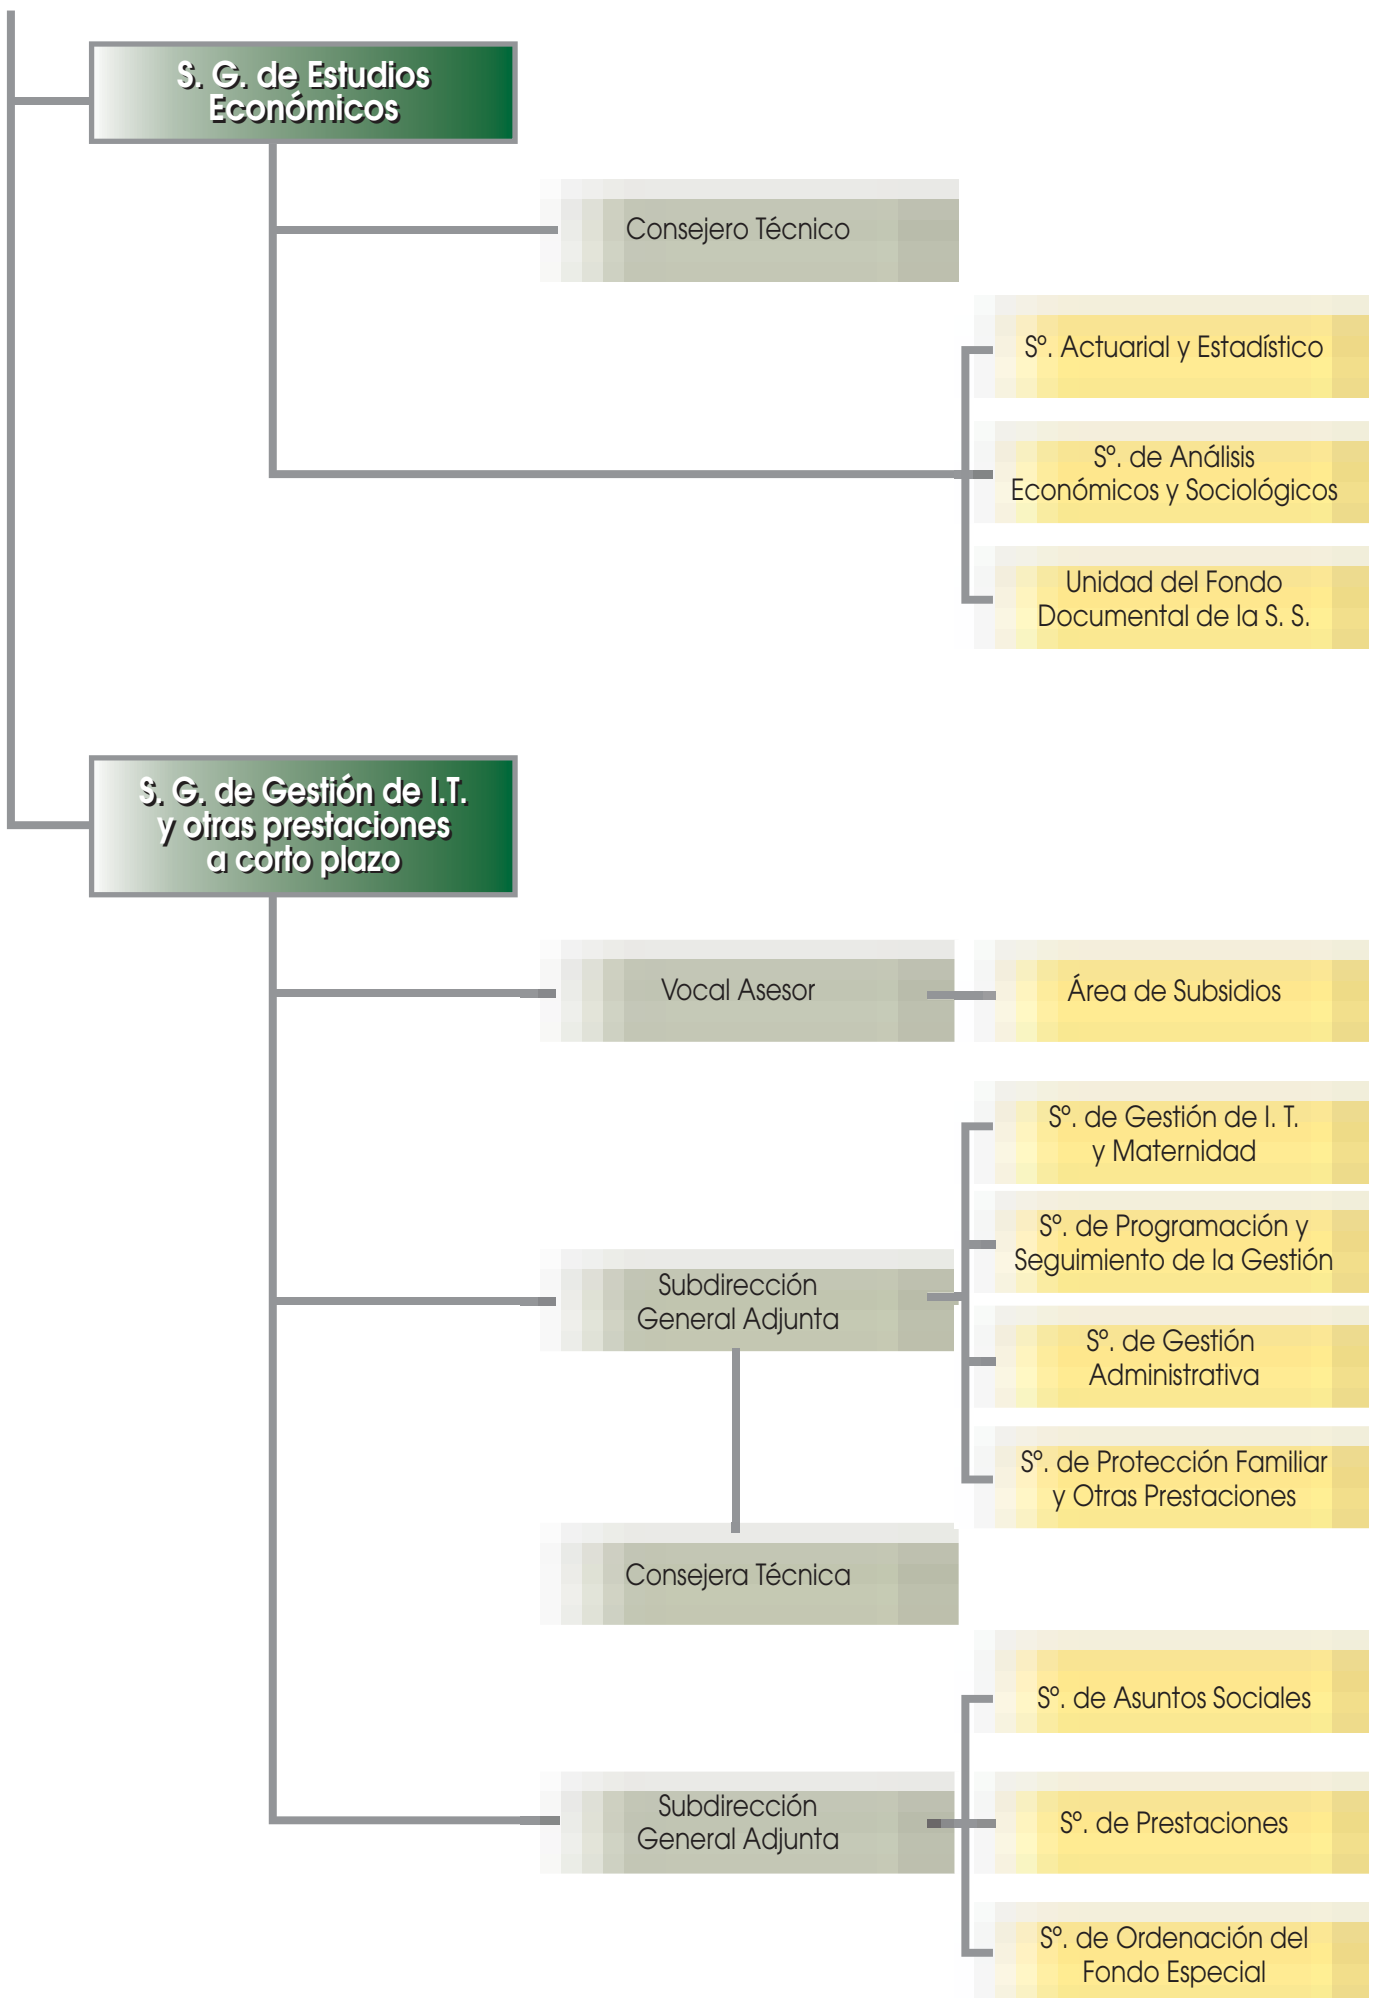 S. G. de Estudios
Económicos
Consejero Técnico
Sº. Actuarial y Estadístico
Sº. de Análisis
Económicos y Sociológicos
Unidad del Fondo
Documental de la S. S.
S. G. de Gestión de I.T.
y otras prestaciones
a corto plazo
Vocal Asesor
Área de Subsidios
Sº. de Gestión de I. T.
y Maternidad
Sº. de Programación y
Seguimiento de la Gestión
Subdirección
General Adjunta
Sº. de Gestión
Administrativa
Sº. de Protección Familiar
y Otras Prestaciones
Consejera Técnica
Sº. de Asuntos Sociales
Subdirección
General Adjunta
Sº. de Prestaciones
Sº. de Ordenación del
Fondo Especial